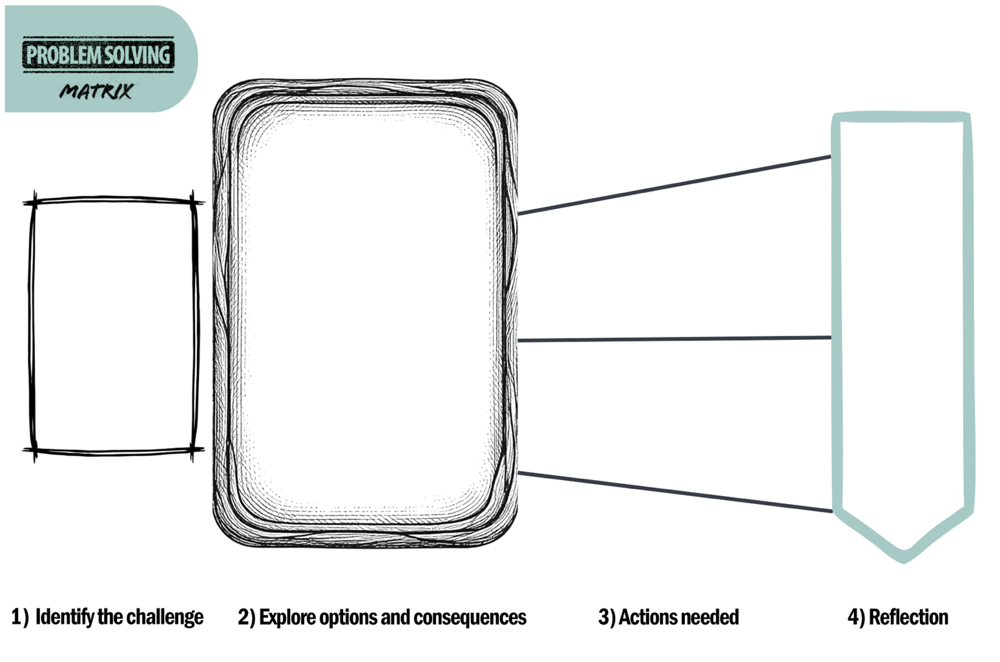 PROBLEM SOLVING
MATRIX
1) Identify the challenge
2) Explore options and consequences
3) Actions needed
4) Reflection